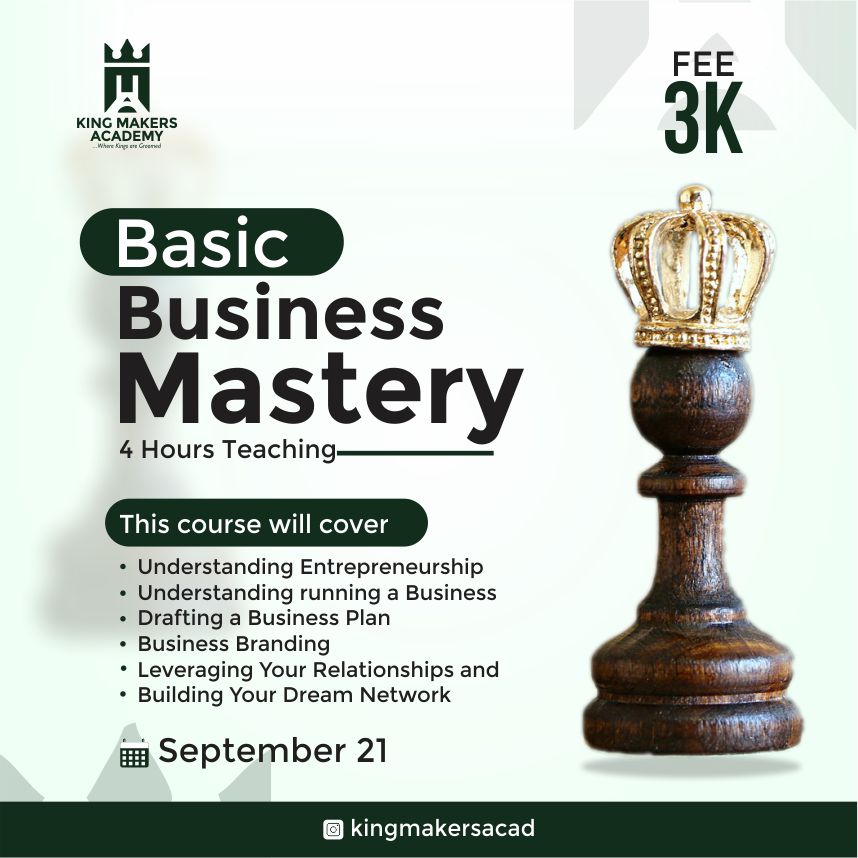 KING MAKERS
ACADEMY
...Where Kings are Groomed
FEE
3K
Basic
Business
Mastery
4 Hours Teaching
This course will cover
• Understanding Entrepreneurship
• Understanding running a Business
• Drafting a Business Plan
• Business Branding
• Leveraging Your Relationships and
• Building Your Dream Network
September 21
kingmakersacad